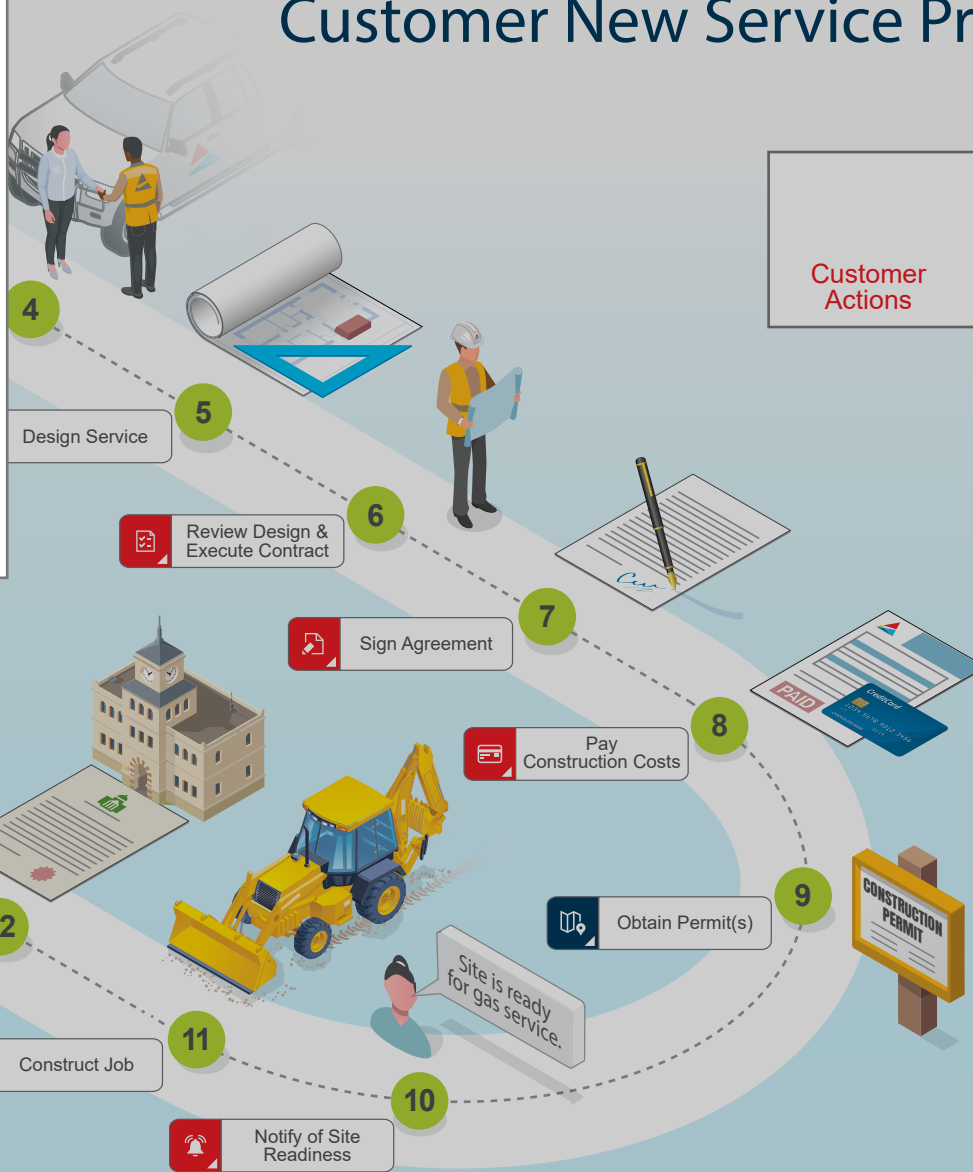 Customer New Service Pr
Customer
Actions
4
5
Design Service
6
Review Design &
Execute Contract
7
Sign Agreement
8
Pay
Construction Costs
PAID
CreditCard
9
Obtain Permit(s)
CONSTRUCTION
PERMIT
2
Site is ready
for gas service.
11
Construct Job
10
Notify of Site
Readiness